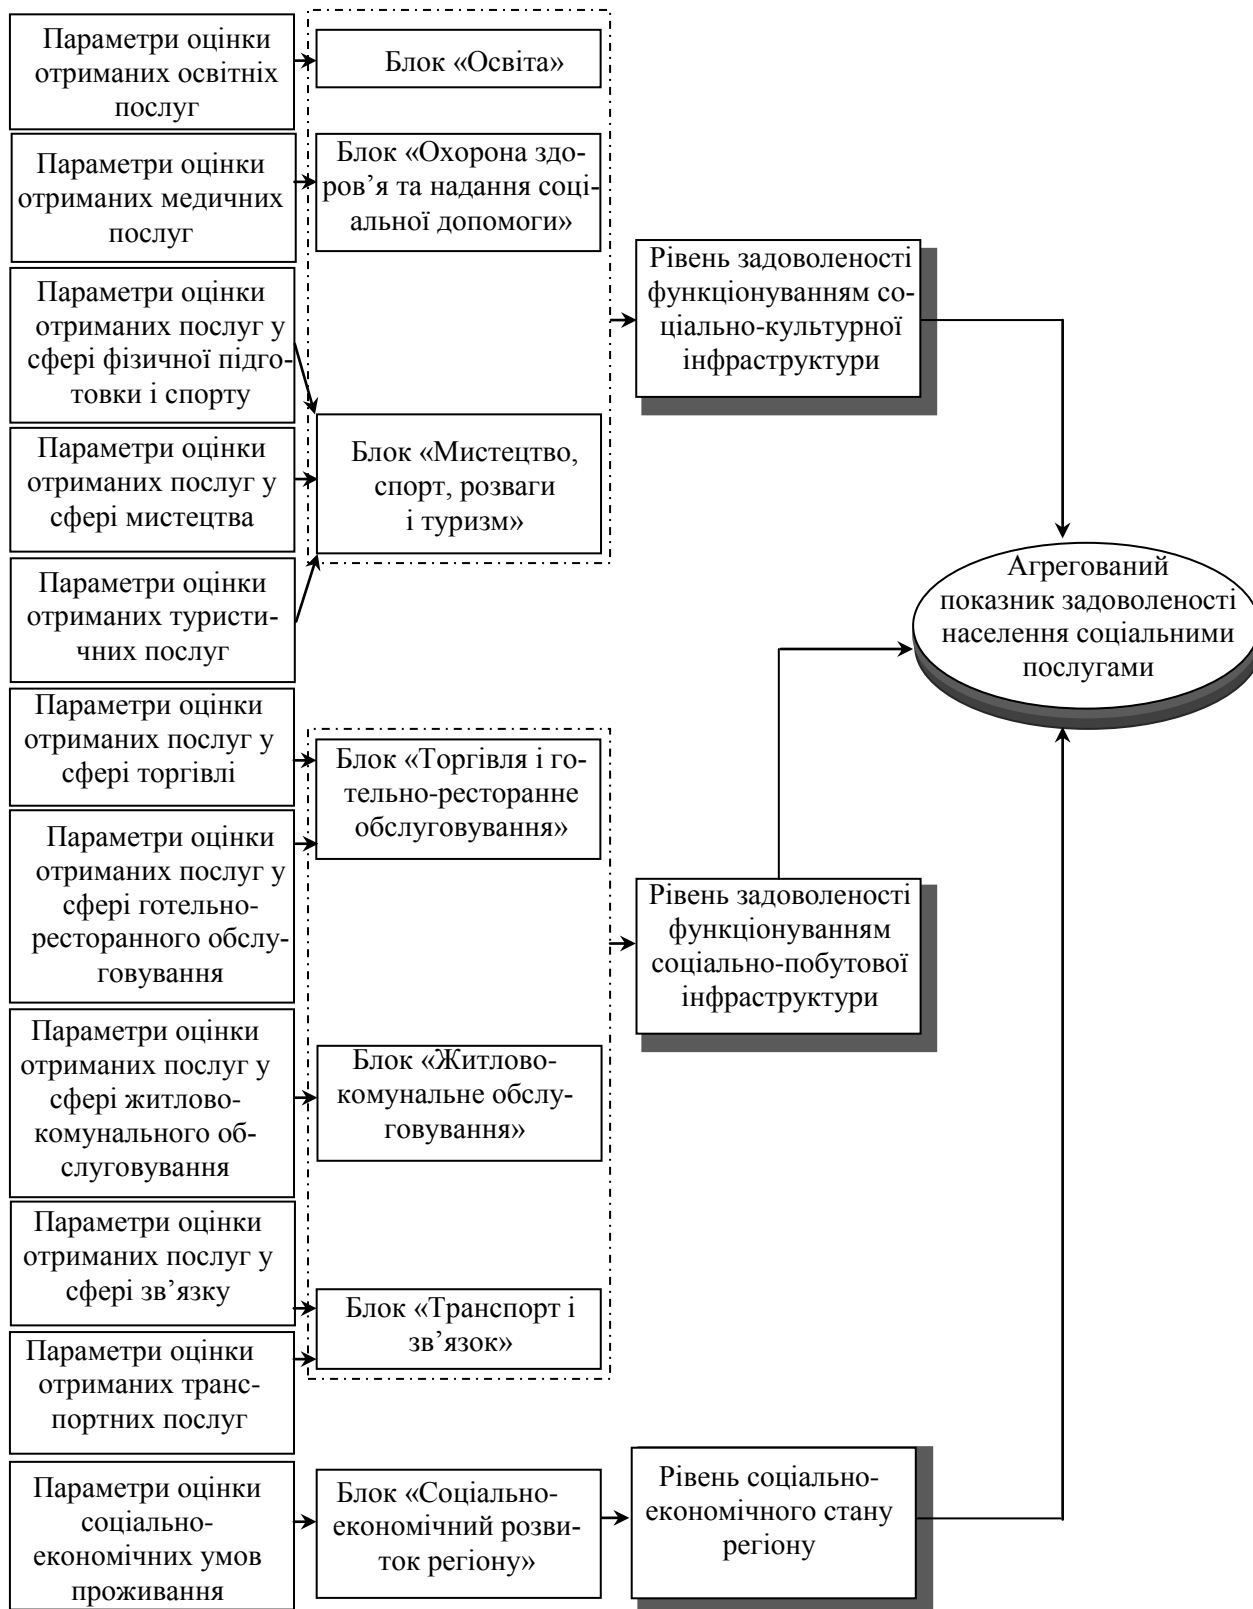 Параметри оцінки
отриманих освітніх
послуг
Блок «Освіта»
Параметри оцінки
отриманих медичних
послуг
Блок «Охорона здо-
ров’я та надання соці-
альної допомоги»
Параметри оцінки
отриманих послуг у
сфері фізичної підго-
товки і спорту
Параметри оцінки
отриманих послуг у
сфері мистецтва
Параметри оцінки
отриманих туристи-
чних послуг
Блок «Мистецтво,
спорт, розваги
і туризм»
Рівень задоволеності
функціонуванням со-
ціально-культурної
інфраструктури
Агрегований
показник задоволеності
населення соціальними
послугами
Параметри оцінки
отриманих послуг у
сфері торгівлі
Параметри оцінки
отриманих послуг у
сфері готельно-
ресторанного обслу-
говування
Блок «Торгівля і го-
тельно-ресторанне
обслуговування»
Параметри оцінки
отриманих послуг у
сфері житлово-
комунального об-
слуговування
Блок «Житлово-
комунальне обслу-
говування»
Рівень задоволеності
функціонуванням
соціально-побутової
інфраструктури
Параметри оцінки
отриманих послуг у
сфері зв’язку
Параметри оцінки
отриманих транс-
портних послуг
Блок «Транспорт і
зв’язок»
Параметри оцінки
соціально-
економічних умов
проживання
Блок «Соціально-
економічний розви-
ток регіону»
Рівень соціально-
економічного стану
регіону